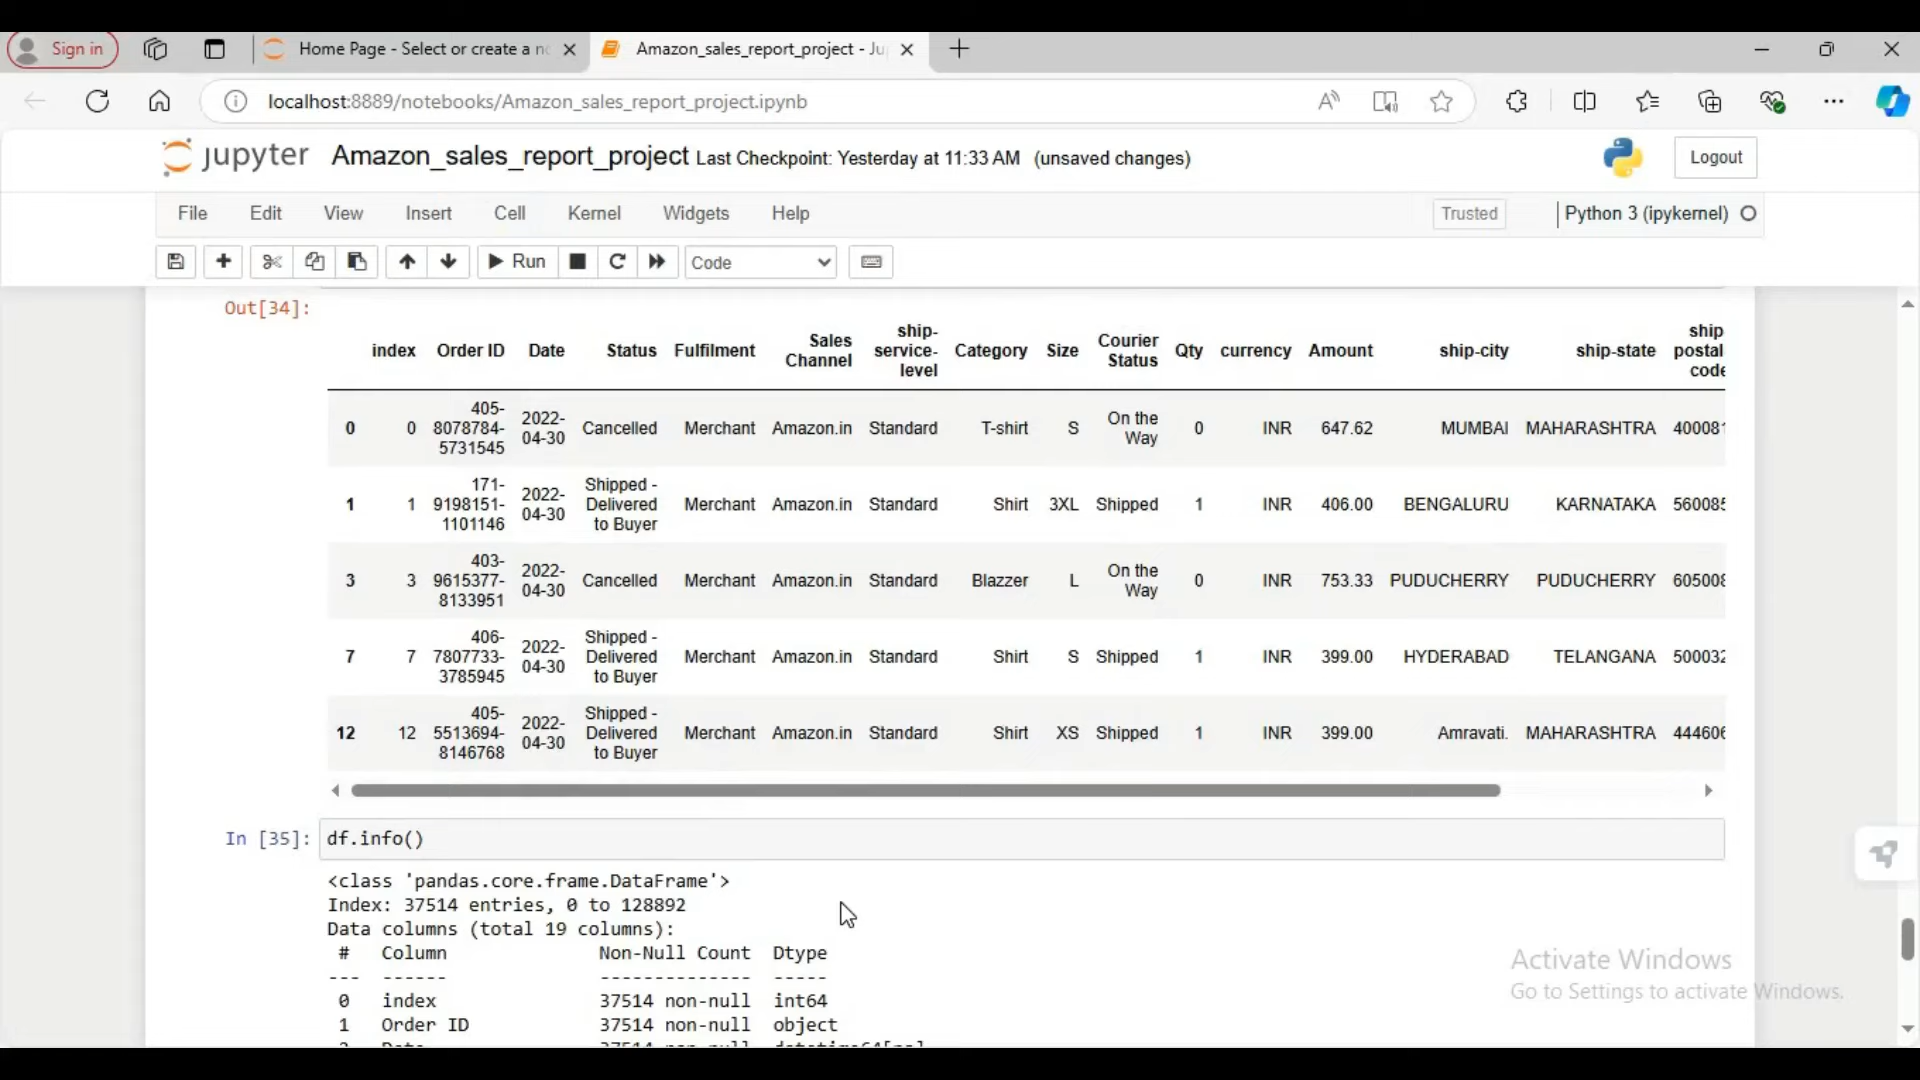 Sign in
Home Page - Select or create a n
Amazon_sales_report_project - Ju
localhost:8889/notebooks/Amazon_sales_report_project.ipynb
jupyter Amazon_sales_report_project Last Checkpoint: Yesterday at 11:33 AM (unsaved changes)
Logout
File Edit View Insert Cell Kernel Widgets Help
Trusted
Python 3 (ipykernel)
Run
Code
Out[34]:
index Order ID Date Status Fulfilment Sales Channel ship-service-level Category Size Courier Status Qty currency Amount ship-city ship-state ship postal code
0 0 405-8078784-5731545 2022-04-30 Cancelled Merchant Amazon.in Standard T-shirt S On the Way 0 INR 647.62 MUMBAI MAHARASHTRA 400081
1 1 171-9198151-1101146 2022-04-30 Shipped - Delivered to Buyer Merchant Amazon.in Standard Shirt 3XL Shipped 1 INR 406.00 BENGALURU KARNATAKA 560085
3 3 403-9615377-8133951 2022-04-30 Cancelled Merchant Amazon.in Standard Blazzer L On the Way 0 INR 753.33 PUDUCHERRY PUDUCHERRY 605008
7 7 406-7807733-3785945 2022-04-30 Shipped - Delivered to Buyer Merchant Amazon.in Standard Shirt S Shipped 1 INR 399.00 HYDERABAD TELANGANA 500032
12 12 405-5513694-8146768 2022-04-30 Shipped - Delivered to Buyer Merchant Amazon.in Standard Shirt XS Shipped 1 INR 399.00 Amravati. MAHARASHTRA 444606
In [35]: df.info()
<class 'pandas.core.frame.DataFrame'>
Index: 37514 entries, 0 to 128892
Data columns (total 19 columns):
# Column Non-Null Count Dtype
--- ------ -------------- -----
0 index 37514 non-null int64
1 Order ID 37514 non-null object
Activate Windows
Go to Settings to activate Windows.